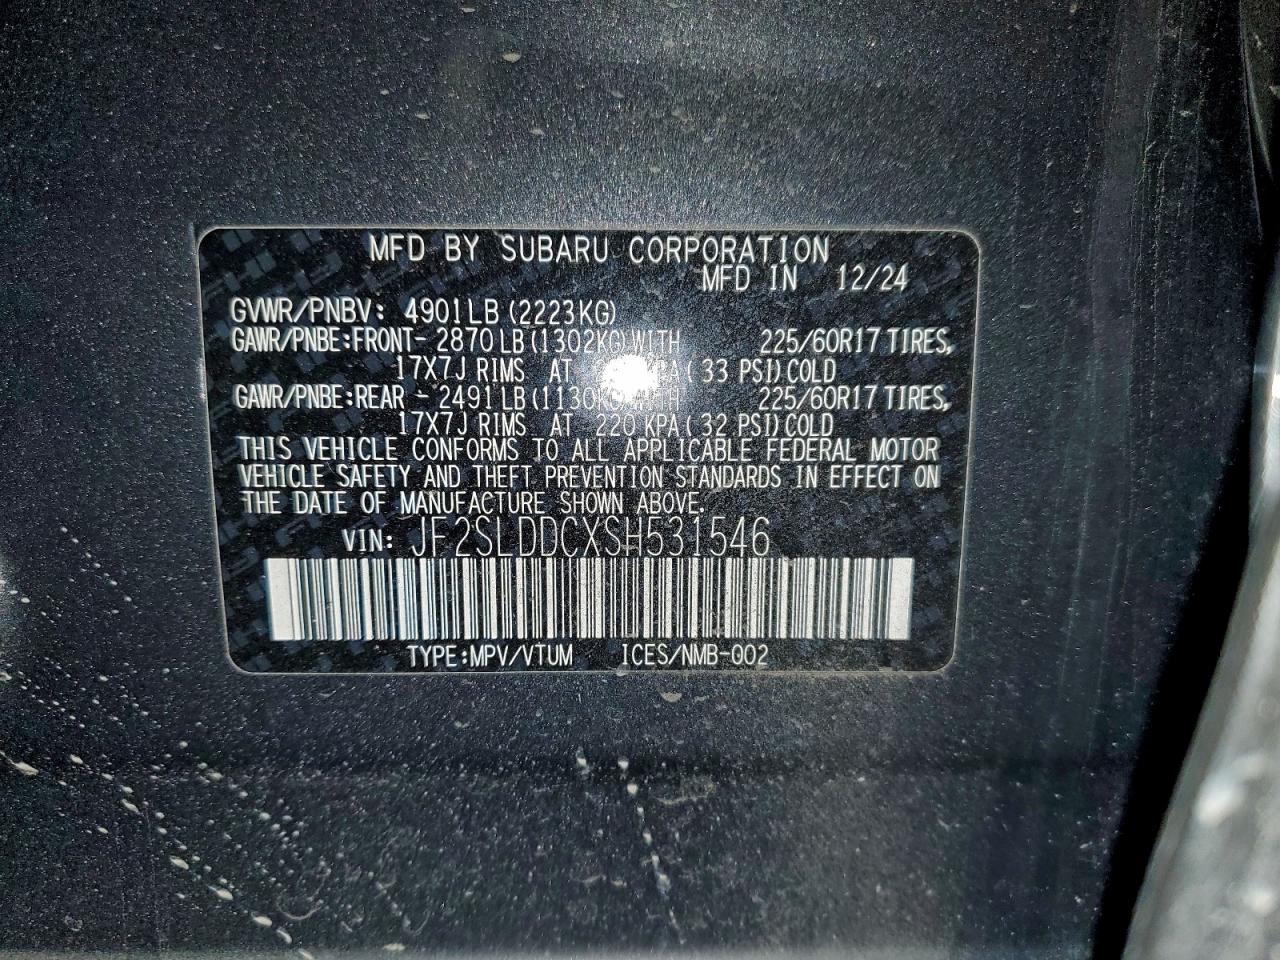 MFD BY SUBARU CORPORATION
MFD IN 12/24
GVWR/PNBV: 4901LB (2223KG)
GAWR/PNBE:FRONT- 2870 LB (1302KG) WITH 225/60R17 TIRES,
17X7J RIMS AT KPA (33 PSI) COLD
GAWR/PNBE:REAR - 2491 LB (1130KG) WITH 225/60R17 TIRES,
17X7J RIMS AT 220 KPA (32 PSI) COLD
THIS VEHICLE CONFORMS TO ALL APPLICABLE FEDERAL MOTOR
VEHICLE SAFETY AND THEFT PREVENTION STANDARDS IN EFFECT ON
THE DATE OF MANUFACTURE SHOWN ABOVE.
VIN: JF2SLDDCXSH531546
TYPE:MPV/VTUM ICES/NMB-002